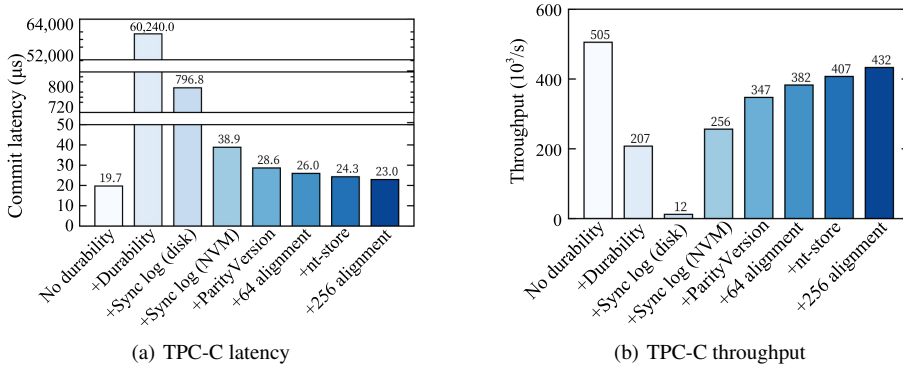 64,000
60,240.0
52,000
800
796.8
720
50
40
38.9
30
28.6
26.0
24.3
23.0
20
19.7
10
0
Commit latency (µs)
No durability
+Durability
+Sync log (disk)
+Sync log (NVM)
+ParityVersion
+64 alignment
+nt-store
+256 alignment
(a) TPC-C latency
600
505
432
407
400
382
347
256
207
200
12
0
Throughput (10³/s)
No durability
+Durability
+Sync log (disk)
+Sync log (NVM)
+ParityVersion
+64 alignment
+nt-store
+256 alignment
(b) TPC-C throughput